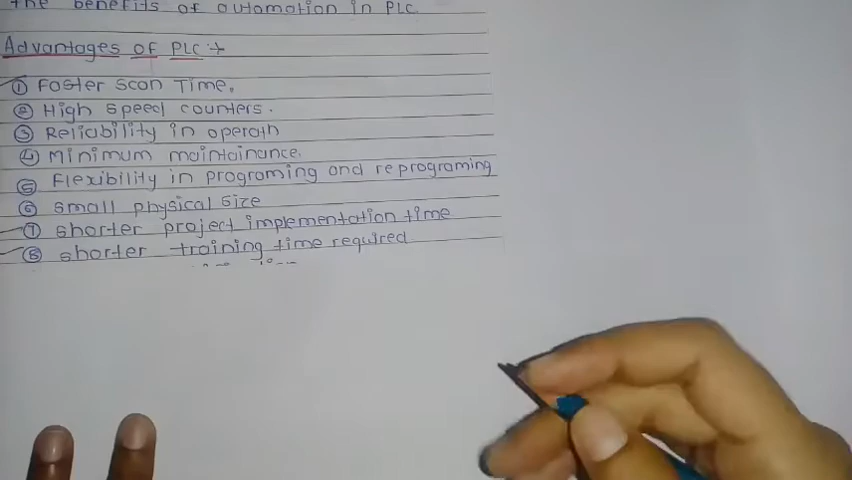 the benefits of automation in PLC
Advantages of PLC :→
① Foster scan Time.
② High speed counters.
③ Reliability in operatn
④ Minimum maintainance.
⑤ Flexibility in programing and reprograming
⑥ small physical size
⑦ shorter project implementation time
⑧ shorter training time required